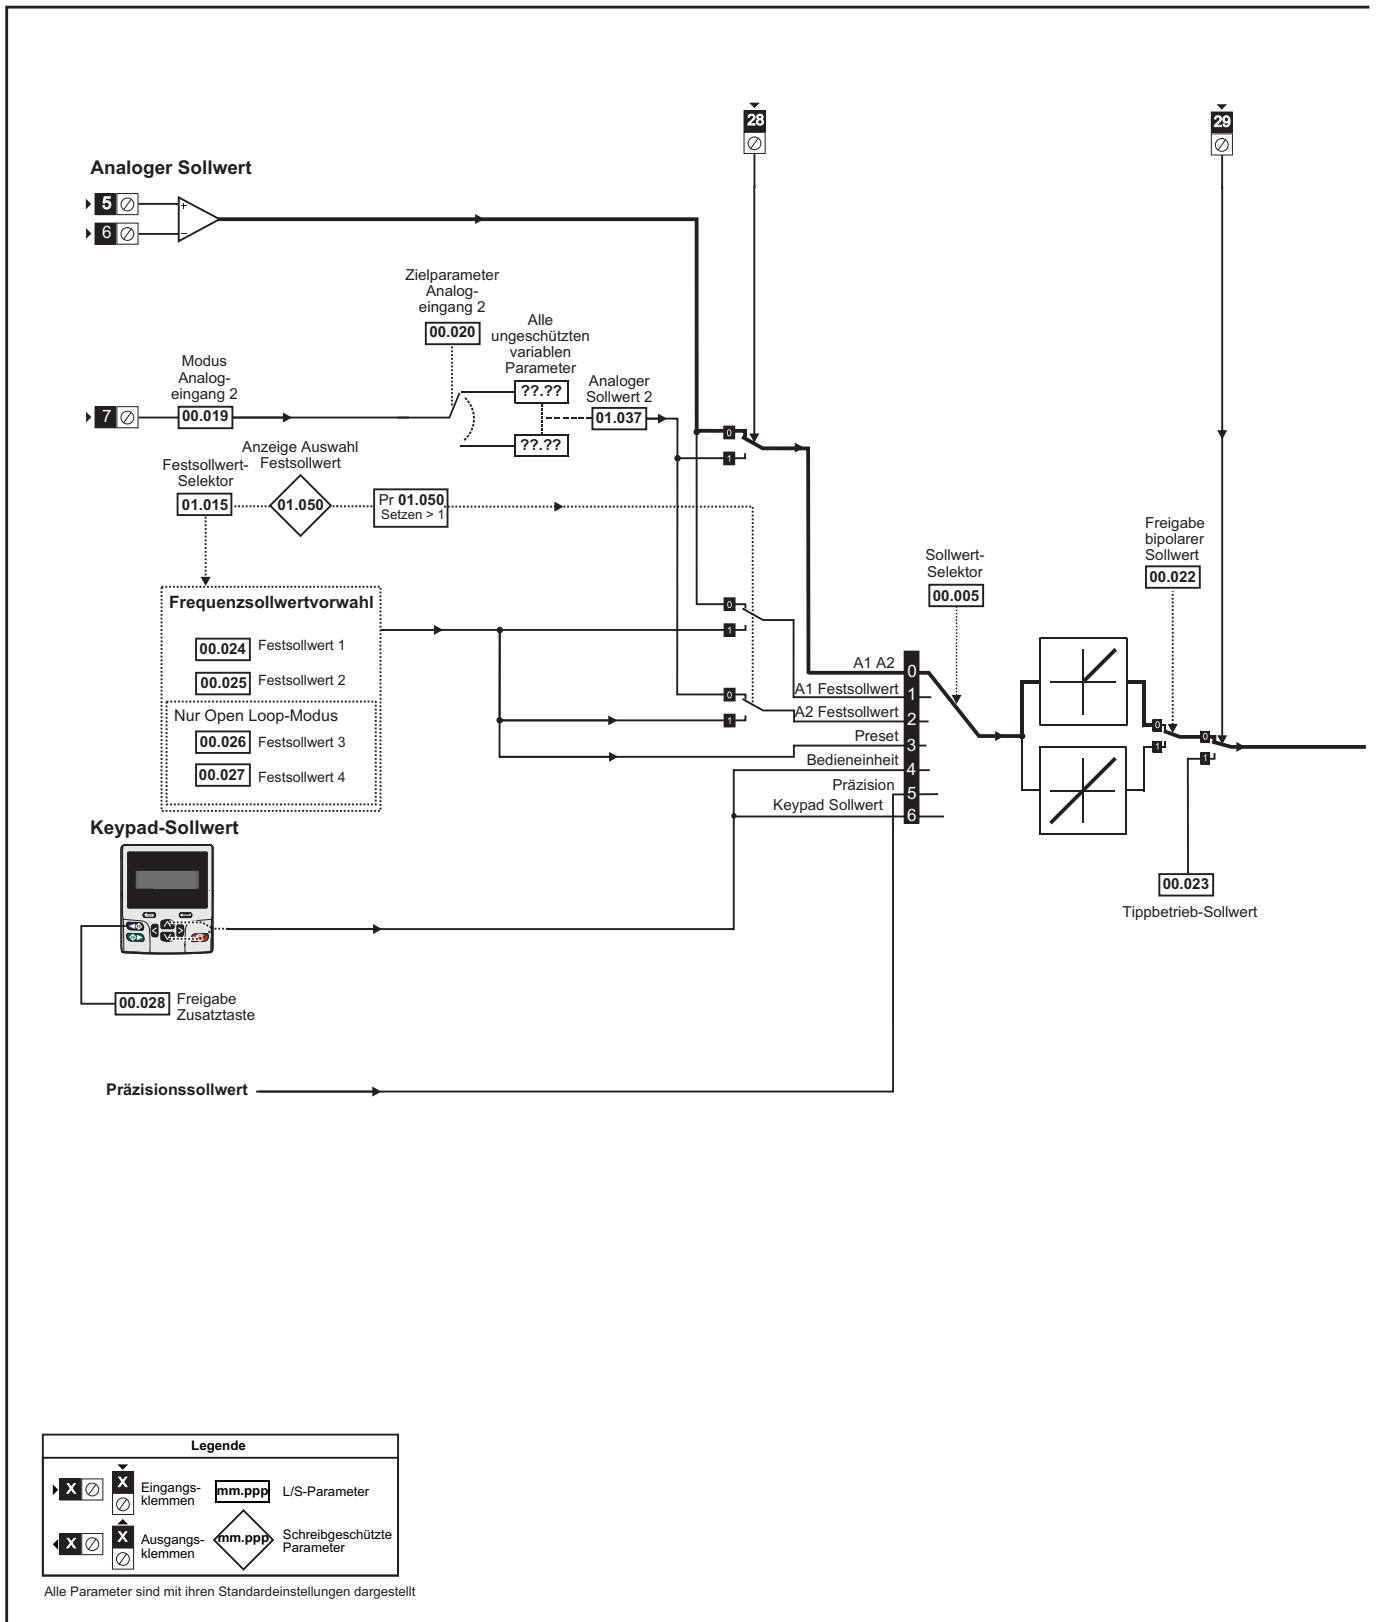 28
29
Analoger Sollwert
5
+
6
−
Zielparameter
Analog-
eingang 2
00.020
Alle
ungeschützten
variablen
Parameter
??.??
??.??
Modus
Analog-
eingang 2
7
00.019
Analoger
Sollwert 2
01.037
0
1
Festsollwert-
Selektor
01.015
Anzeige Auswahl
Festsollwert
01.050
Pr 01.050
Setzen > 1
Frequenzsollwertvorwahl
00.024 Festsollwert 1
00.025 Festsollwert 2
Nur Open Loop-Modus
00.026 Festsollwert 3
00.027 Festsollwert 4
0
1
0
1
Sollwert-
Selektor
00.005
A1 A2 0
A1 Festsollwert 1
A2 Festsollwert 2
Preset 3
Bedieneinheit 4
Präzision 5
Keypad Sollwert 6
Freigabe
bipolarer
Sollwert
00.022
0
1
0
1
00.023
Tippbetrieb-Sollwert
Keypad-Sollwert
00.028 Freigabe
Zusatztaste
Präzisionssollwert
Legende
X
X
Eingangs-
klemmen
mm.ppp
L/S-Parameter
X
X
Ausgangs-
klemmen
mm.ppp
Schreibgeschützte
Parameter
Alle Parameter sind mit ihren Standardeinstellungen dargestellt